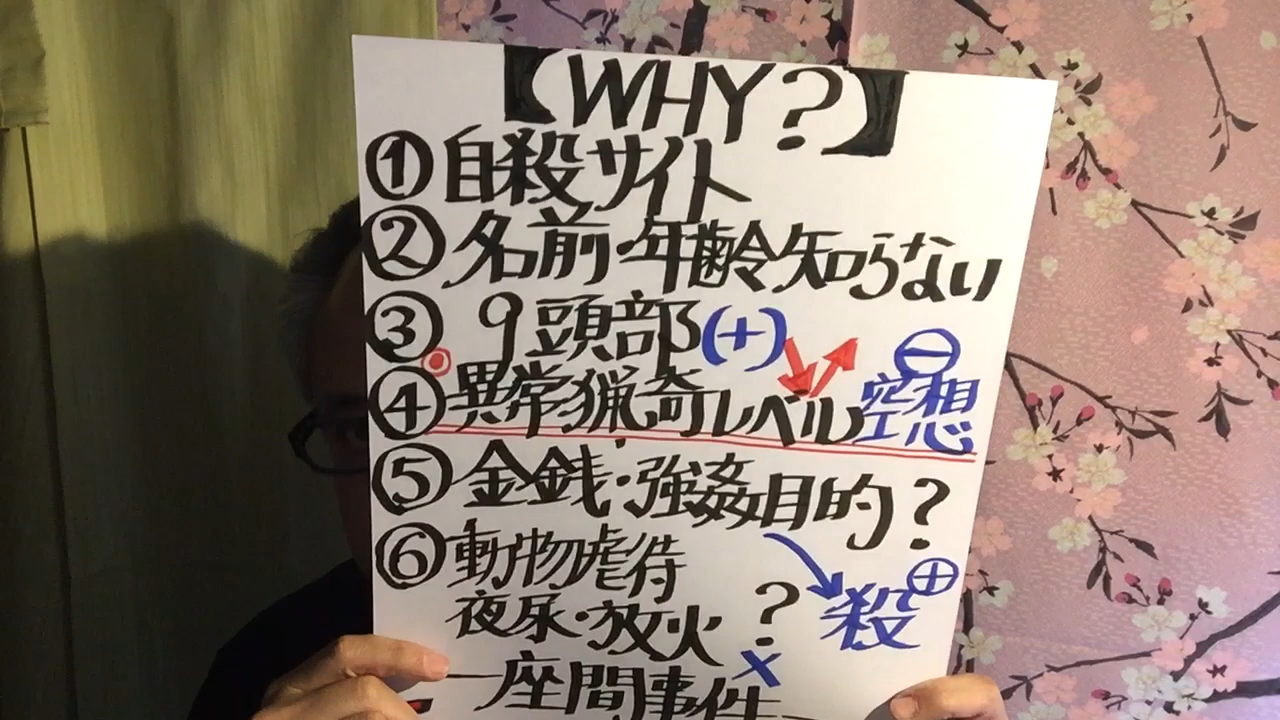 【WHY?】
①自殺サイト
②名前・年齢知らない
③9頭部(+)
④異常猟奇レベル空想⊖
⑤金銭・強姦目的?
⑥動物虐待
夜尿・放火?殺⊕
×
ー座間事件ー